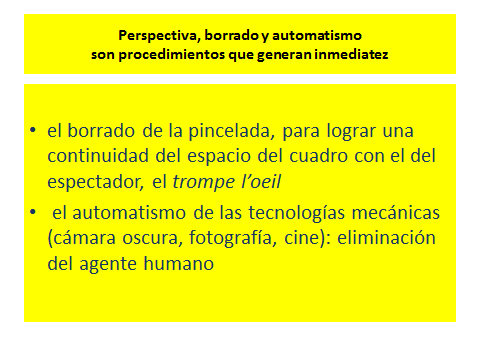 Perspectiva, borrado y automatismo
son procedimientos que generan inmediatez
• el borrado de la pincelada, para lograr una
continuidad del espacio del cuadro con el del
espectador, el trompe l’oeil
• el automatismo de las tecnologías mecánicas
(cámara oscura, fotografía, cine): eliminación
del agente humano